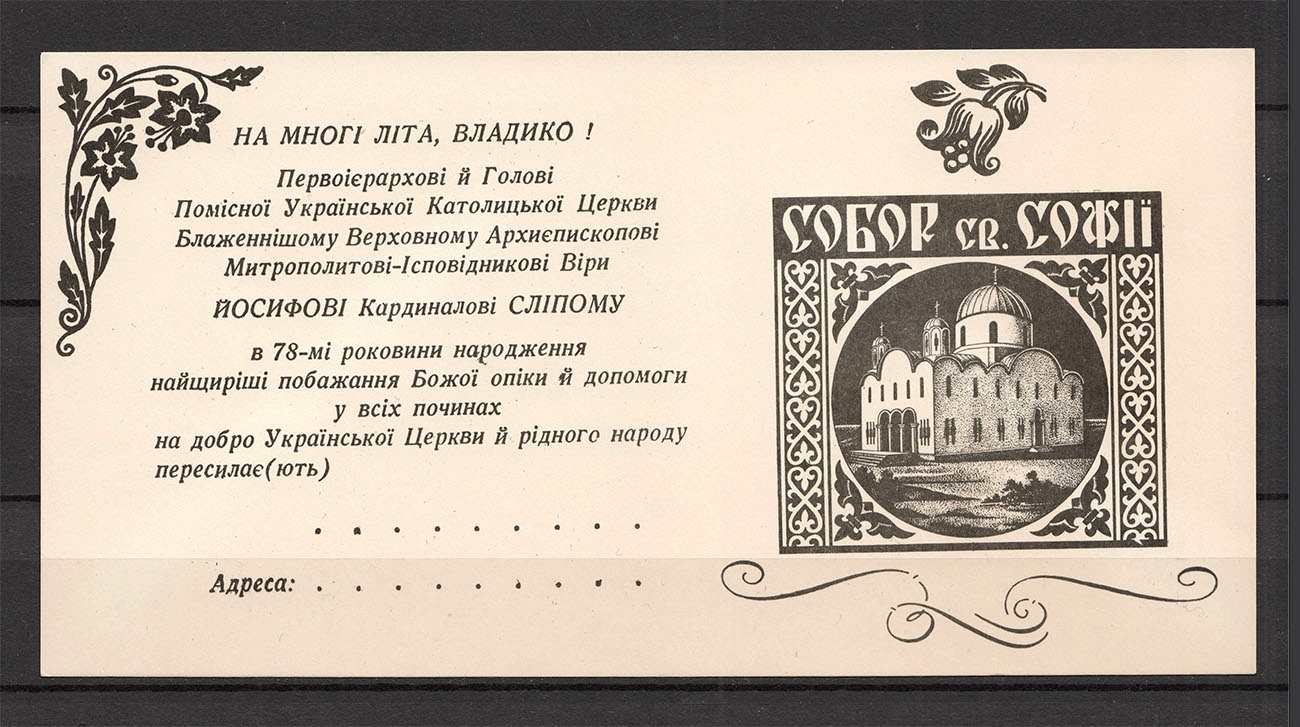 НА МНОГІ ЛІТА, ВЛАДИКО !
Первоієрархові й Голові
Помісної Української Католицької Церкви
Блаженнішому Верховному Архиєпископові
Митрополитові-Ісповідникові Віри
ЙОСИФОВІ Кардиналові СЛІПОМУ
в 78-мі роковини народження
найщиріші побажання Божої опіки й допомоги
у всіх починах
на добро Української Церкви й рідного народу
пересилає(ють)
. . . . . . . . .
Адреса: . . . . . . . . .
СОБОР СВ. СОФІЇ